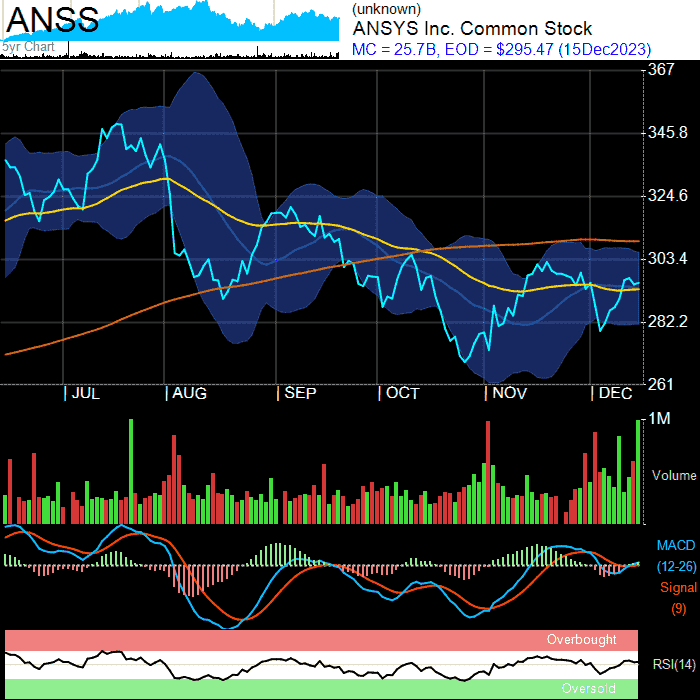 ANSS
5yr Chart
(unknown)
ANSYS Inc. Common Stock
MC = 25.7B, EOD = $295.47 (15Dec2023)
367
345.8
324.6
303.4
282.2
261
JUL AUG SEP OCT NOV DEC
1M
Volume
MACD
(12-26)
Signal
(9)
Overbought
RSI(14)
Oversold